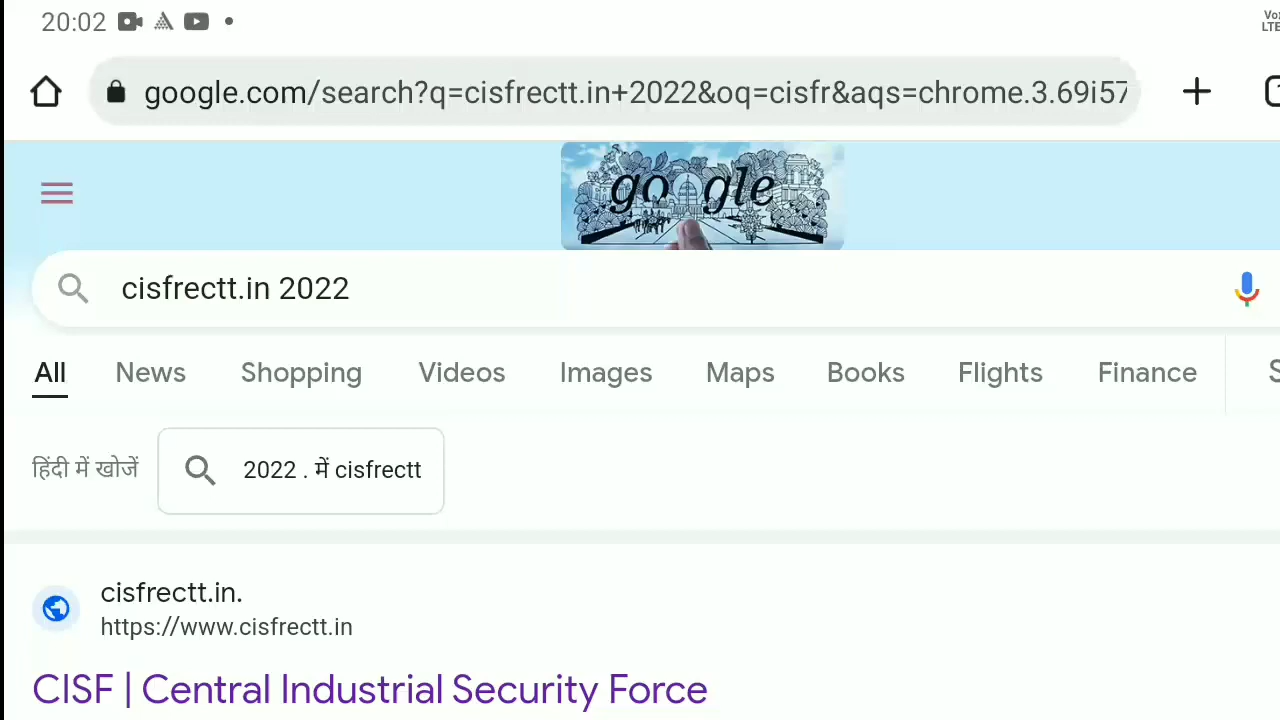 20:02
Vo)
LTE
google.com/search?q=cisfrectt.in+2022&oq=cisfr&aqs=chrome.3.69i57
google
cisfrectt.in 2022
All News Shopping Videos Images Maps Books Flights Finance S
हिंदी में खोजें 2022 . में cisfrectt
cisfrectt.in.
https://www.cisfrectt.in
CISF | Central Industrial Security Force